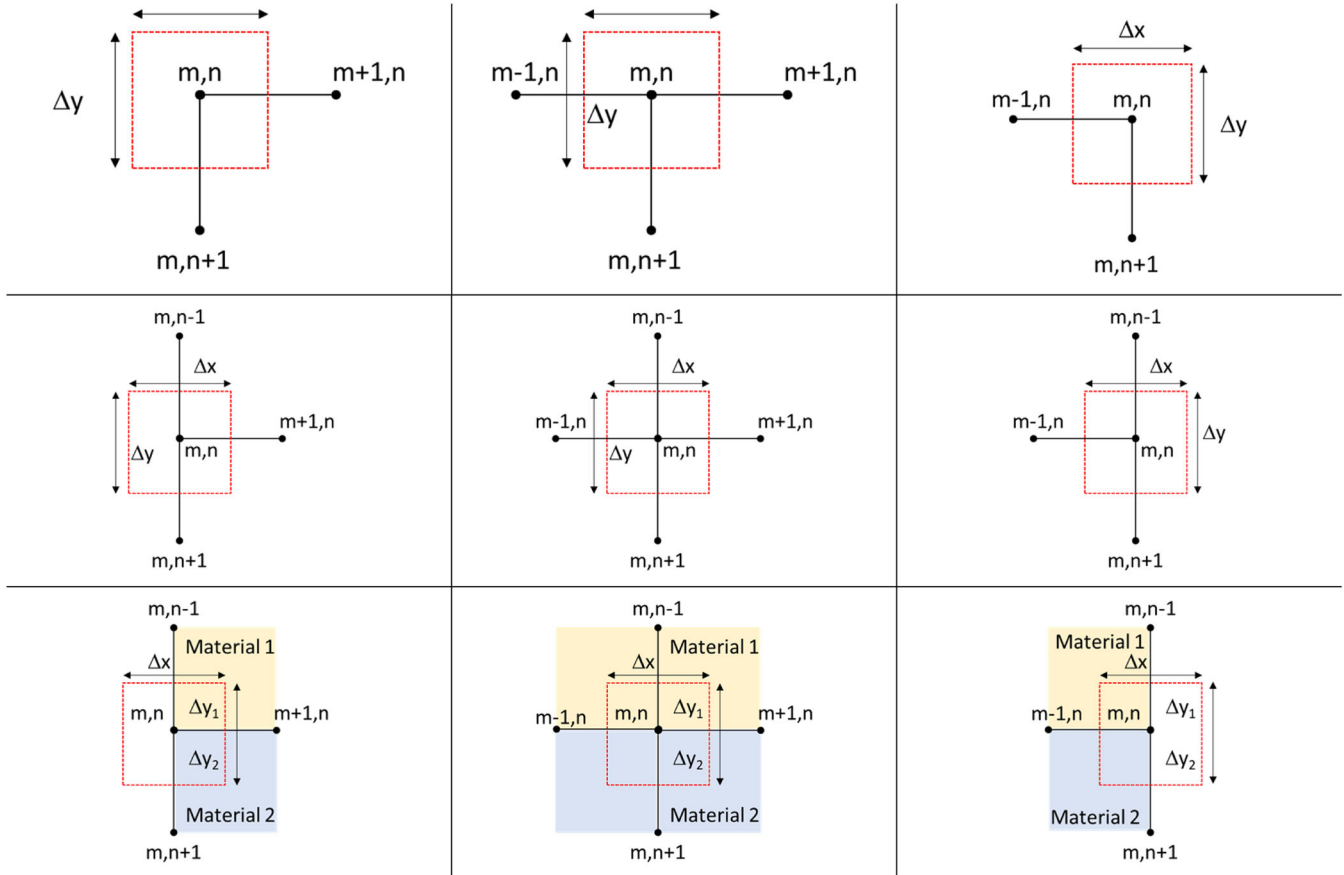 m,n
m+1,n
Δy
m,n+1
m-1,n
m,n
m+1,n
Δy
m,n+1
Δx
m-1,n
m,n
Δy
m,n+1
m,n-1
Δx
m+1,n
Δy
m,n
m,n+1
m,n-1
Δx
m-1,n
m+1,n
Δy
m,n
m,n+1
m,n-1
Δx
m-1,n
Δy
m,n
m,n+1
m,n-1
Material 1
Δx
m,n
Δy₁
m+1,n
Δy₂
Material 2
m,n+1
m,n-1
Material 1
Δx
m-1,n
m,n
Δy₁
m+1,n
Δy₂
Material 2
m,n+1
m,n-1
Material 1
Δx
m-1,n
m,n
Δy₁
Δy₂
Material 2
m,n+1